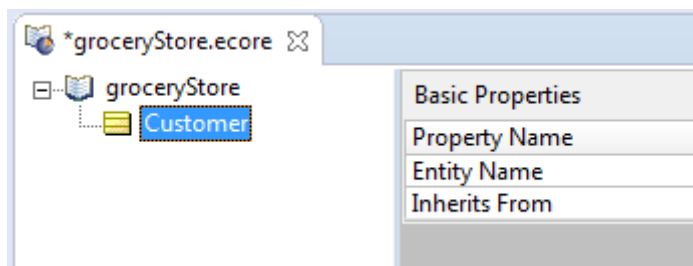 *groceryStore.ecore
groceryStore
Customer
Basic Properties
Property Name
Entity Name
Inherits From